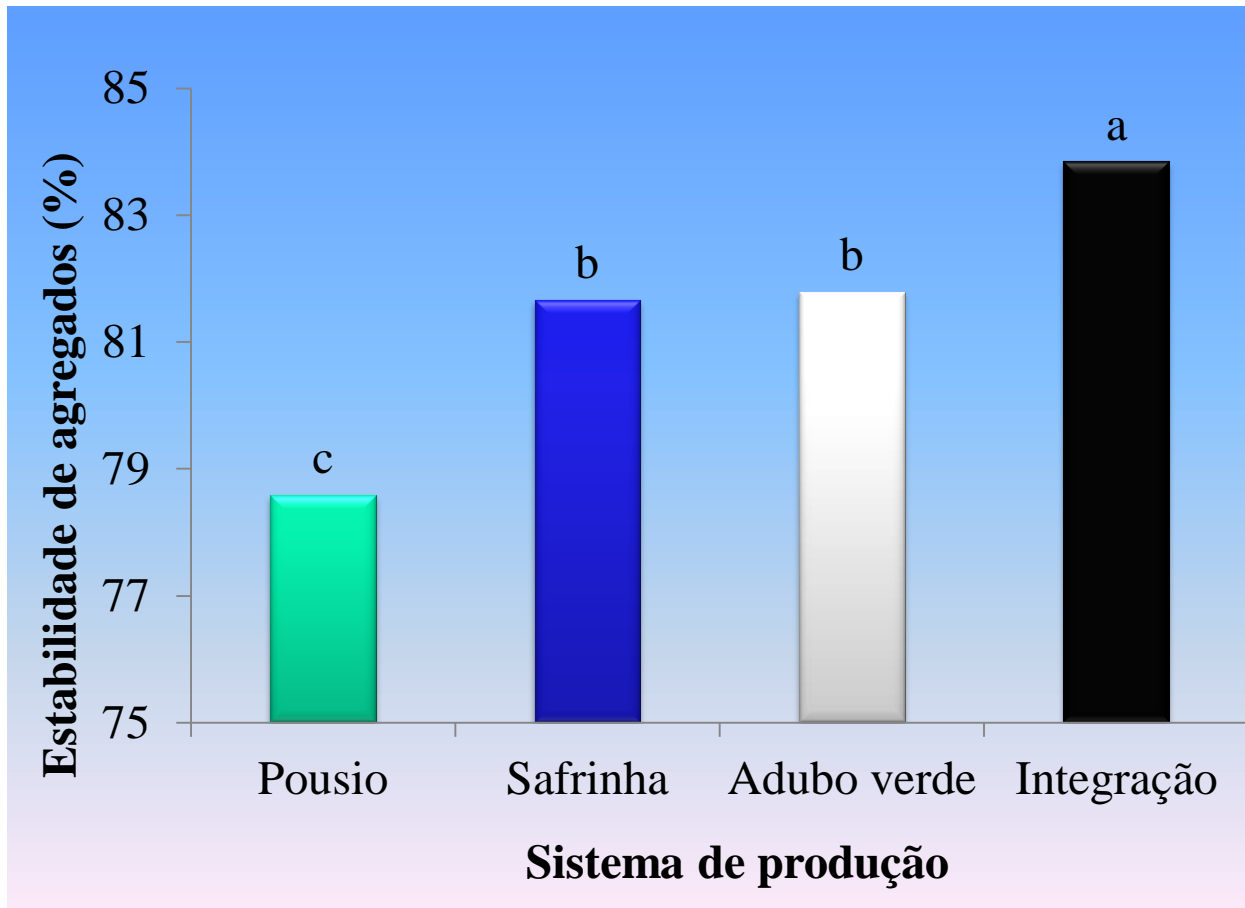 Estabilidade de agregados (%)
85
83
81
79
77
75
c
b
b
a
Pousio
Safrinha
Adubo verde
Integração
Sistema de produção